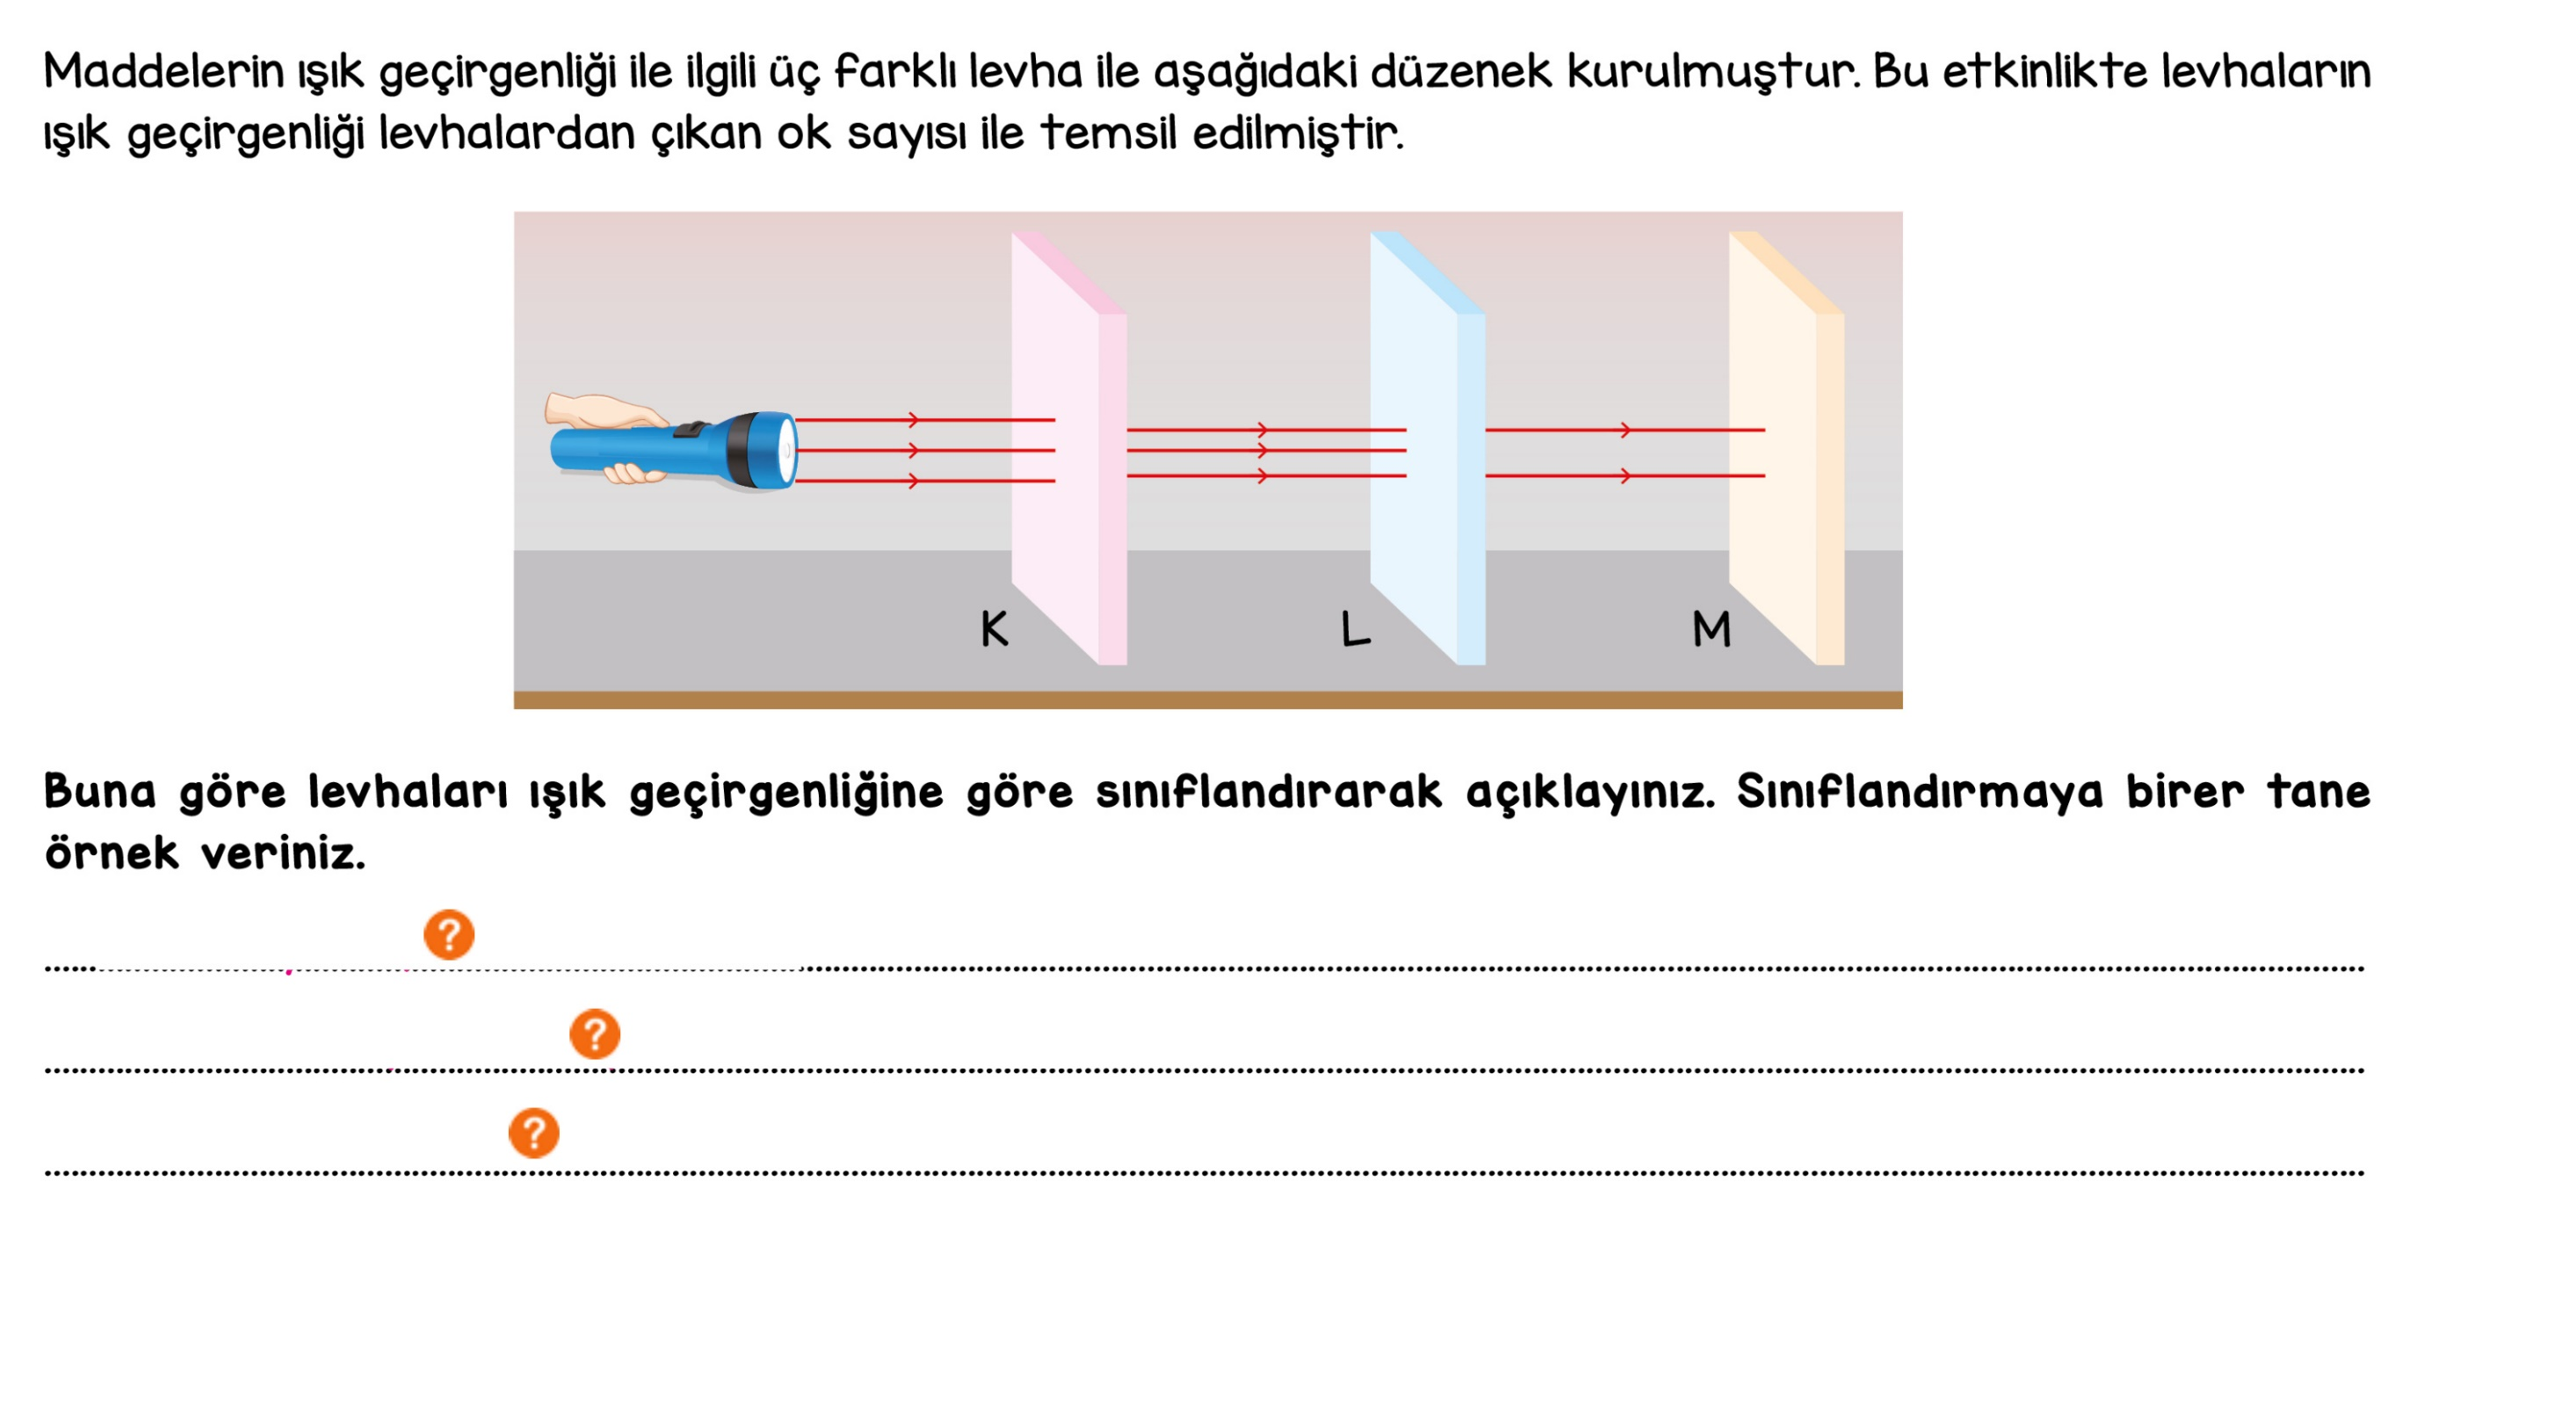 Maddelerin ışık geçirgenliği ile ilgili üç farklı levha ile aşağıdaki düzenek kurulmuştur. Bu etkinlikte levhaların
ışık geçirgenliği levhalardan çıkan ok sayısı ile temsil edilmiştir.
K L M
Buna göre levhaları ışık geçirgenliğine göre sınıflandırarak açıklayınız. Sınıflandırmaya birer tane
örnek veriniz.
?
?
?